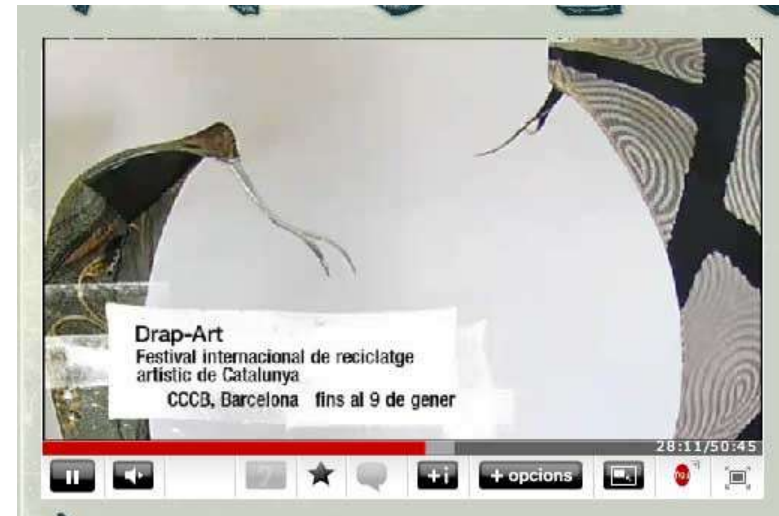 Drap-Art
Festival internacional de reciclatge
artístic de Catalunya
CCCB, Barcelona fins al 9 de gener
28:11/50:45
+i
+ opcions